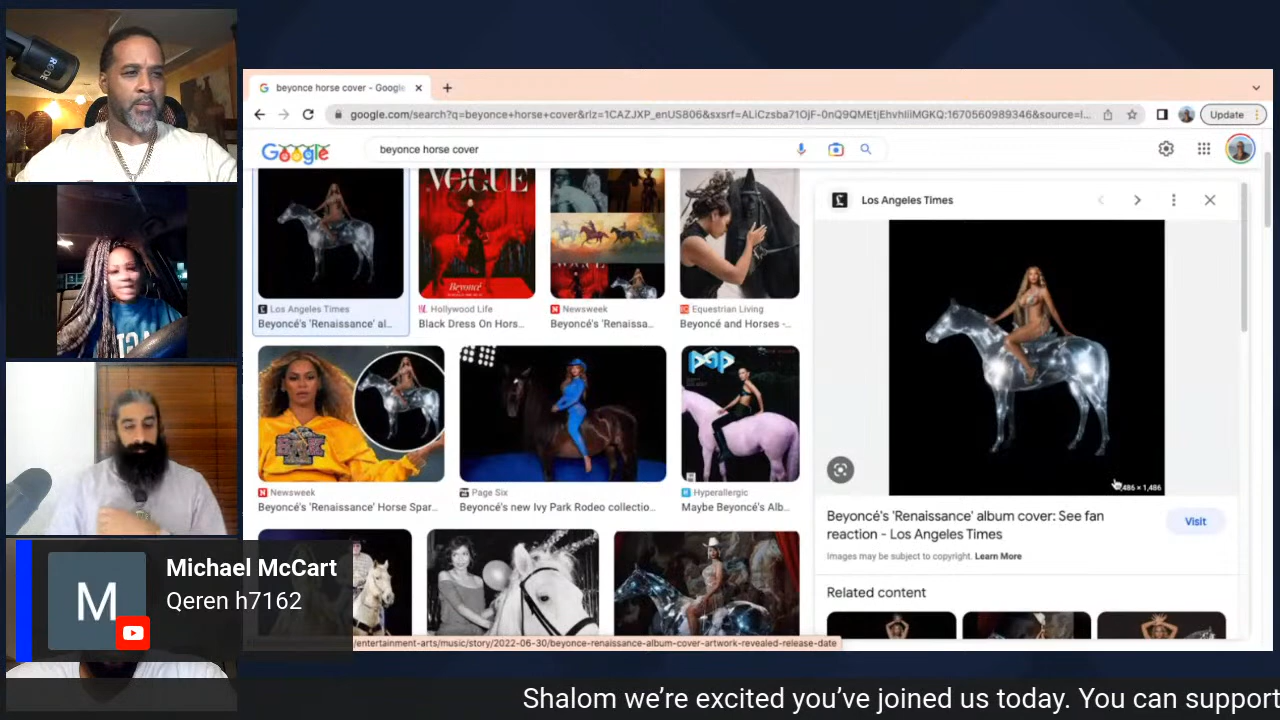 beyonce horse cover - Google
google.com/search?q=beyonce+horse+cover&rlz=1CAZJXP_enUS806&sxsrf=ALiCzsba71OjF-0nQ9QMEtjEhvhIiMGKQ:1670560989346&source=l...
Update
Google
beyonce horse cover
RØDE
VOGUE
Beyoncé
Los Angeles Times
Beyoncé's 'Renaissance' al...
Hollywood Life
Black Dress On Hors...
Newsweek
Beyoncé's 'Renaissa...
Equestrian Living
Beyoncé and Horses -...
pop
Newsweek
Beyoncé's 'Renaissance' Horse Spar...
Page Six
Beyoncé's new Ivy Park Rodeo collectio...
Hyperallergic
Maybe Beyoncé's Alb...
Los Angeles Times
486 × 1,486
Beyoncé's 'Renaissance' album cover: See fan
reaction - Los Angeles Times
Visit
Images may be subject to copyright. Learn More
Related content
/entertainment-arts/music/story/2022-06-30/beyonce-renaissance-album-cover-artwork-revealed-release-date
M
Michael McCart
Qeren h7162
Shalom we're excited you've joined us today. You can support